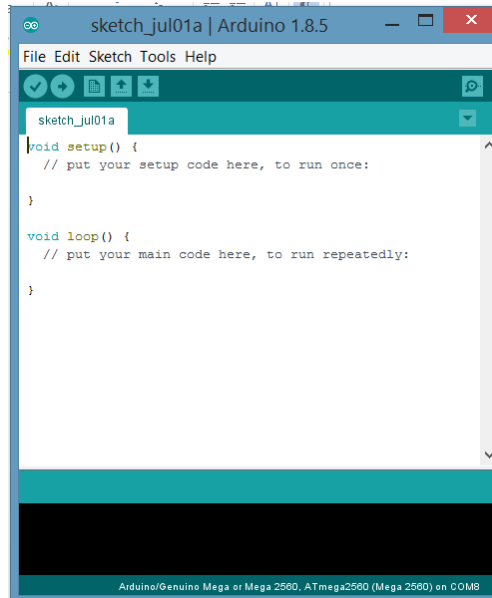 sketch_jul01a | Arduino 1.8.5
File Edit Sketch Tools Help
sketch_jul01a
void setup() {
  // put your setup code here, to run once:
}
void loop() {
  // put your main code here, to run repeatedly:
}
Arduino/Genuino Mega or Mega 2560, ATmega2560 (Mega 2560) on COM8